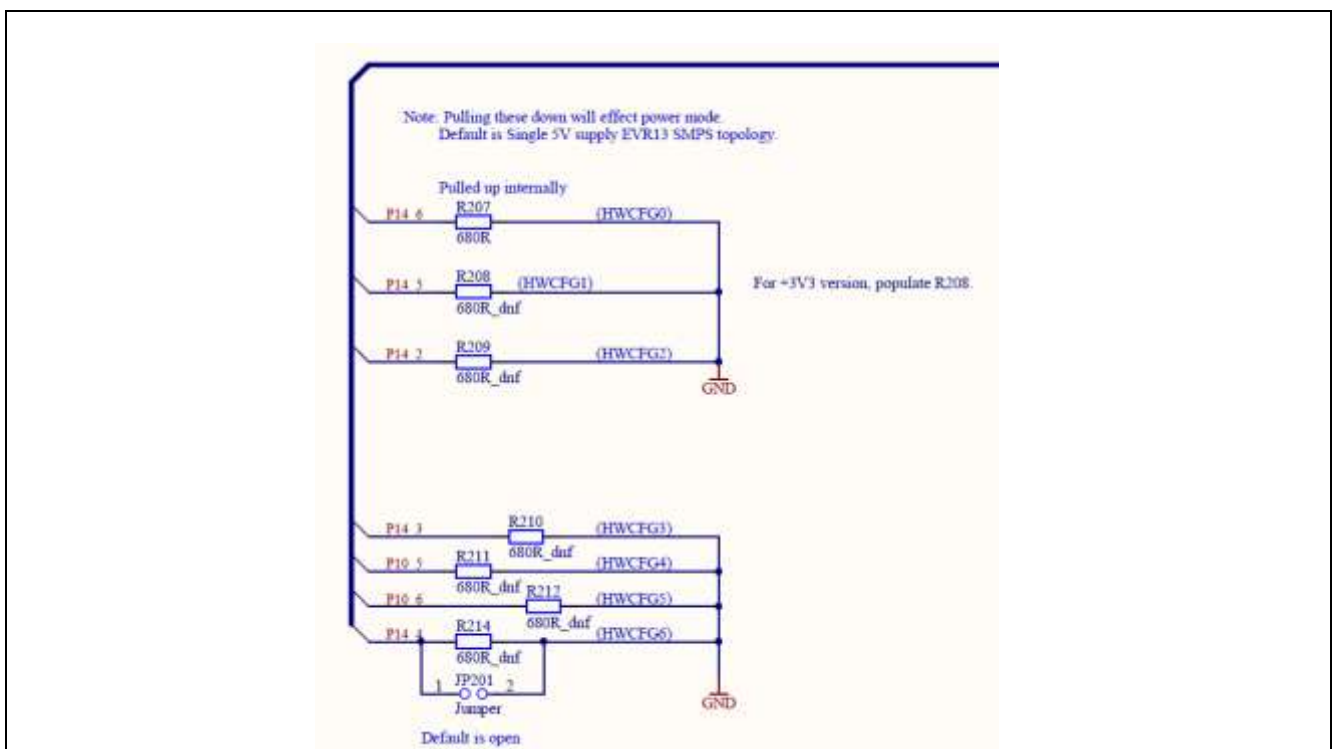 Note: Pulling these down will effect power mode.
Default is Single 5V supply EVR13 SMPS topology.
Pulled up internally
P14_6 R207 (HWCFG0)
680R
P14_5 R208 (HWCFG1) For +3V3 version, populate R208.
680R_dnf
P14_2 R209 (HWCFG2)
680R_dnf
GND
P14_3 R210 (HWCFG3)
680R_dnf
P10_5 R211 (HWCFG4)
680R_dnf
P10_6 R212 (HWCFG5)
680R_dnf
P14_4 R214 (HWCFG6)
680R_dnf
1 JP201 2
Jumper
GND
Default is open